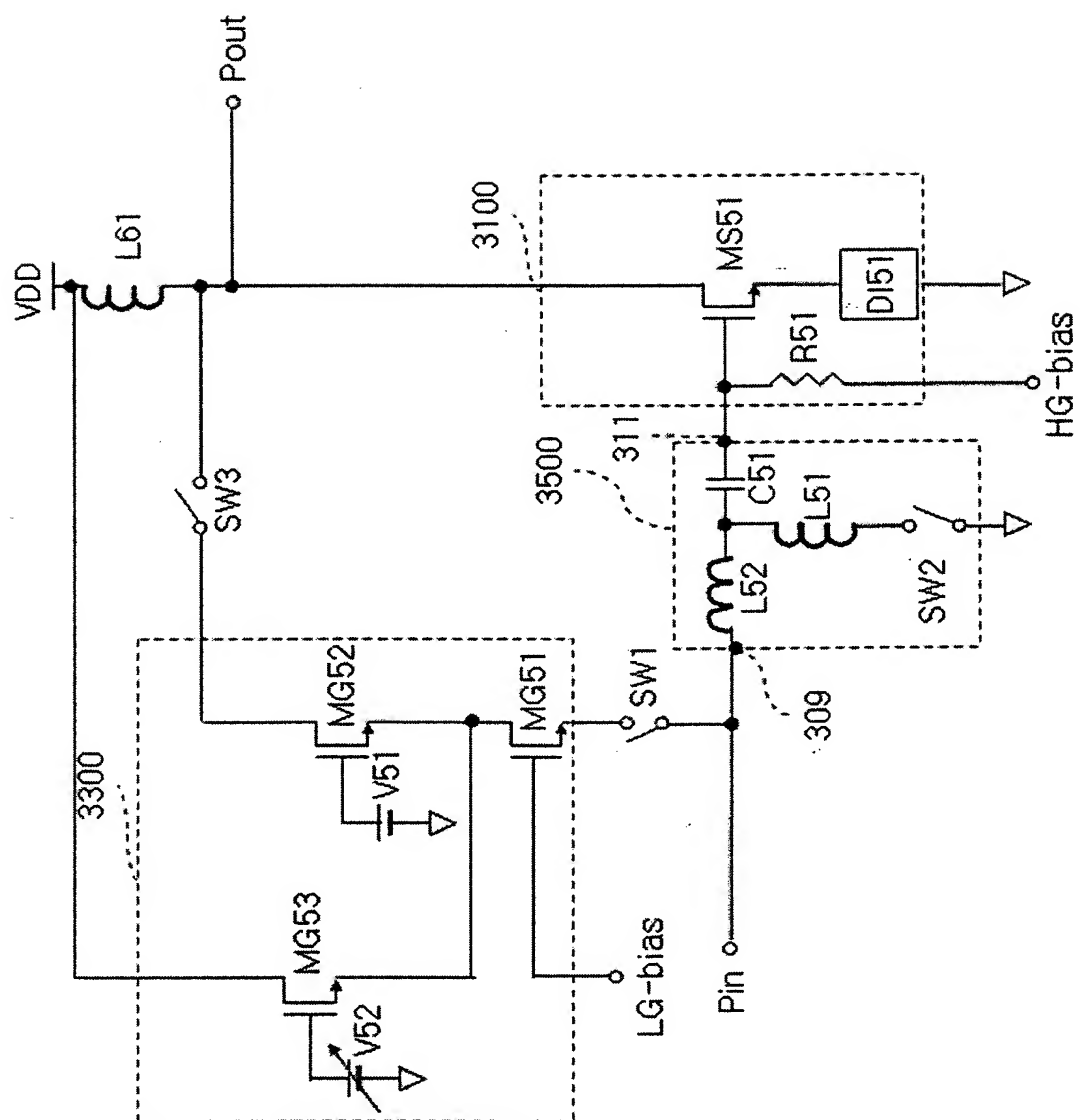 VDD
L61
Pout
SW3
3100
MS51
DI51
R51
HG-bias
311
3500
C51
L51
L52
SW2
309
SW1
3300
MG52
V51
MG51
MG53
V52
LG-bias
Pin